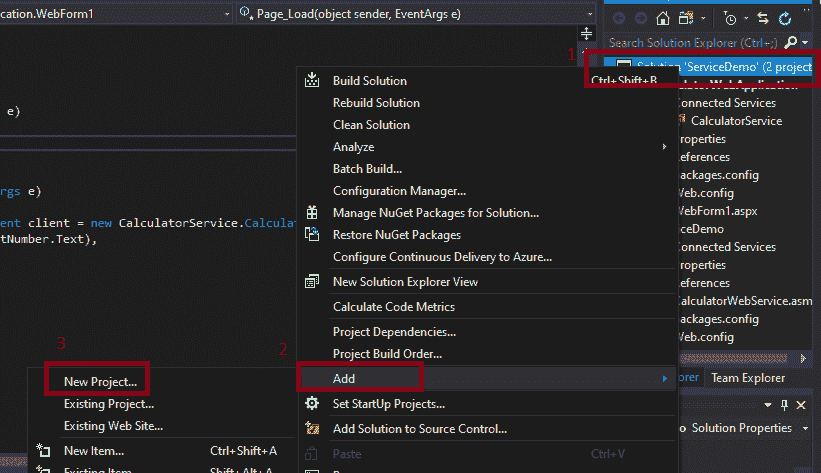 cation.WebForm1
Page_Load(object sender, EventArgs e)
Search Solution Explorer (Ctrl+;)
1
Solution 'ServiceDemo' (2 project
e)
rgs e)
ent client = new CalculatorService.Calcula
tNumber.Text),
Build Solution Ctrl+Shift+B
Rebuild Solution
Clean Solution
Analyze
Batch Build...
Configuration Manager...
Manage NuGet Packages for Solution...
Restore NuGet Packages
Configure Continuous Delivery to Azure...
New Solution Explorer View
Calculate Code Metrics
Project Dependencies...
Project Build Order...
2
Add
Set StartUp Projects...
Add Solution to Source Control...
Paste Ctrl+V
3
New Project...
Existing Project...
Existing Web Site...
New Item... Ctrl+Shift+A
Existing Item... Shift+Alt+A
ulatorWebApplication
Connected Services
CalculatorService
roperties
eferences
ackages.config
Web.config
WebForm1.aspx
iceDemo
Connected Services
roperties
eferences
CalculatorWebService.asm
ackages.config
Web.config
orer Team Explorer
o Solution Properties